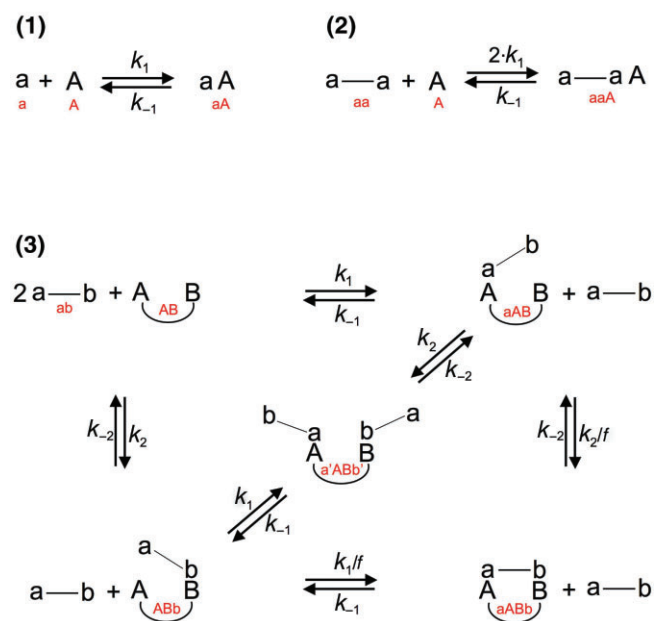 (1)
k₁
a + A aA
k₋₁
a A aA
(2)
2·k₁
a—a + A a—aA
k₋₁
aa A aaA
(3)
b
a
2 a—b + A B k₁ A B + a—b
ab AB k₋₁ aAB
k₂
k₋₂
b a
a b
k₋₂ k₂ A B k₋₂ k₂/f
a'ABb'
k₁
k₋₁
a
b a—b
a—b + A B k₁/f A B + a—b
ABb k₋₁ aABb